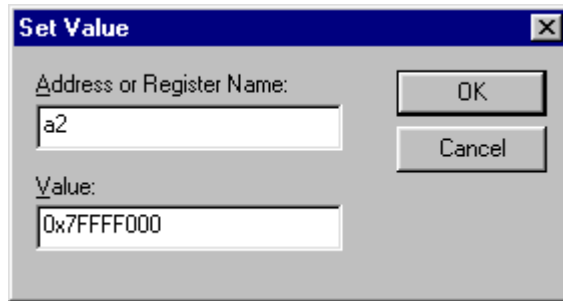 Set Value
Address or Register Name:
a2
OK
Cancel
Value:
0x7FFFF000